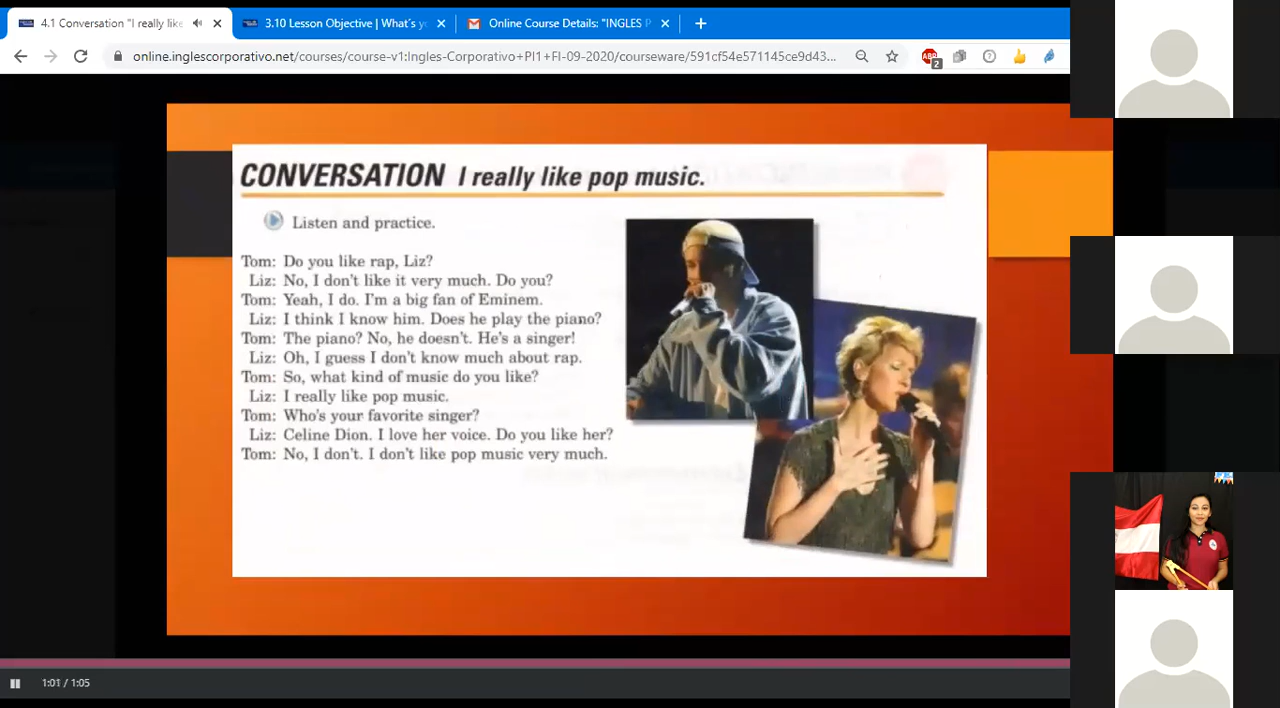 4.1 Conversation "I really like
3.10 Lesson Objective | What´s yo
Online Course Details: "INGLES P
online.inglescorporativo.net/courses/course-v1:Ingles-Corporativo+PI1+FI-09-2020/courseware/591cf54e571145ce9d43...
ABP
2
CONVERSATION I really like pop music.
Listen and practice.
Tom: Do you like rap, Liz?
Liz: No, I don't like it very much. Do you?
Tom: Yeah, I do. I'm a big fan of Eminem.
Liz: I think I know him. Does he play the piano?
Tom: The piano? No, he doesn't. He's a singer!
Liz: Oh, I guess I don't know much about rap.
Tom: So, what kind of music do you like?
Liz: I really like pop music.
Tom: Who's your favorite singer?
Liz: Celine Dion. I love her voice. Do you like her?
Tom: No, I don't. I don't like pop music very much.
1:01 / 1:05